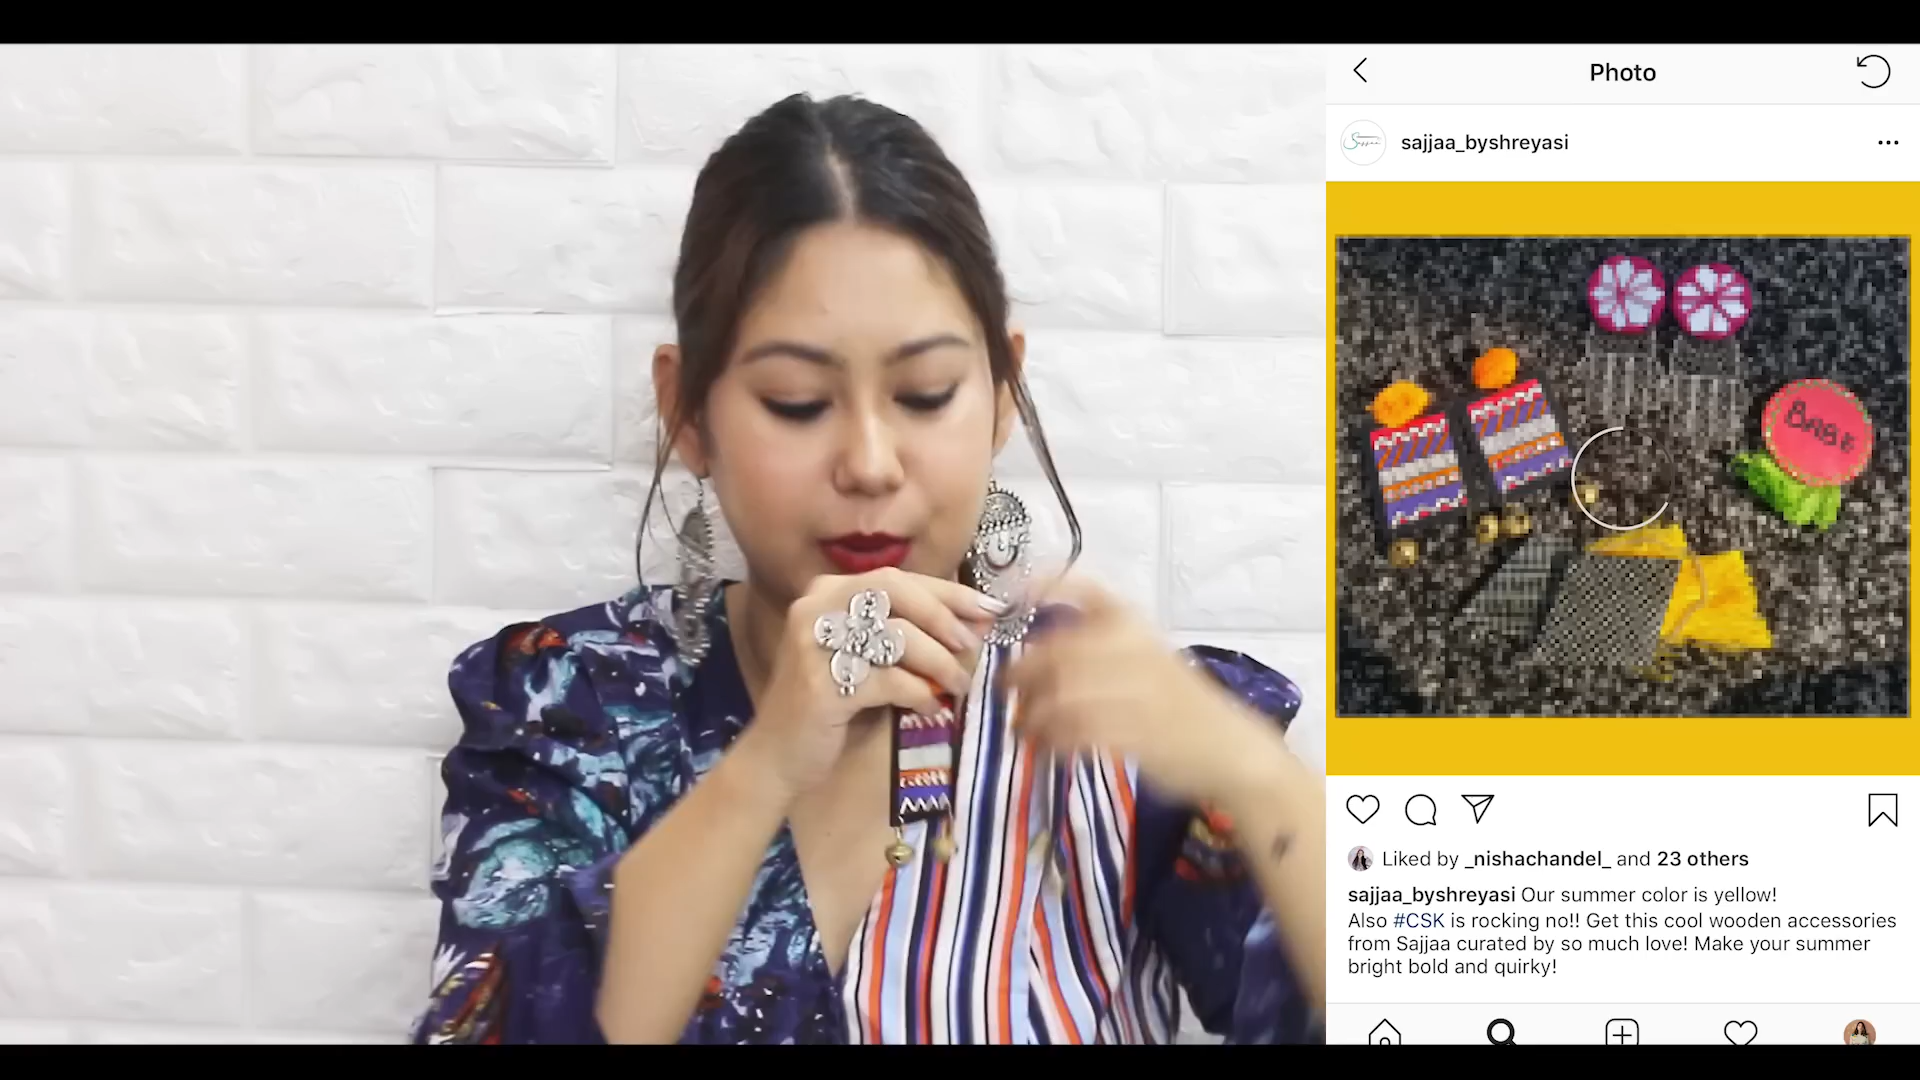 Photo
Sajjaa
sajjaa_byshreyasi
BABE
Liked by _nishachandel_ and 23 others
sajjaa_byshreyasi Our summer color is yellow!
Also #CSK is rocking no!! Get this cool wooden accessories
from Sajjaa curated by so much love! Make your summer
bright bold and quirky!